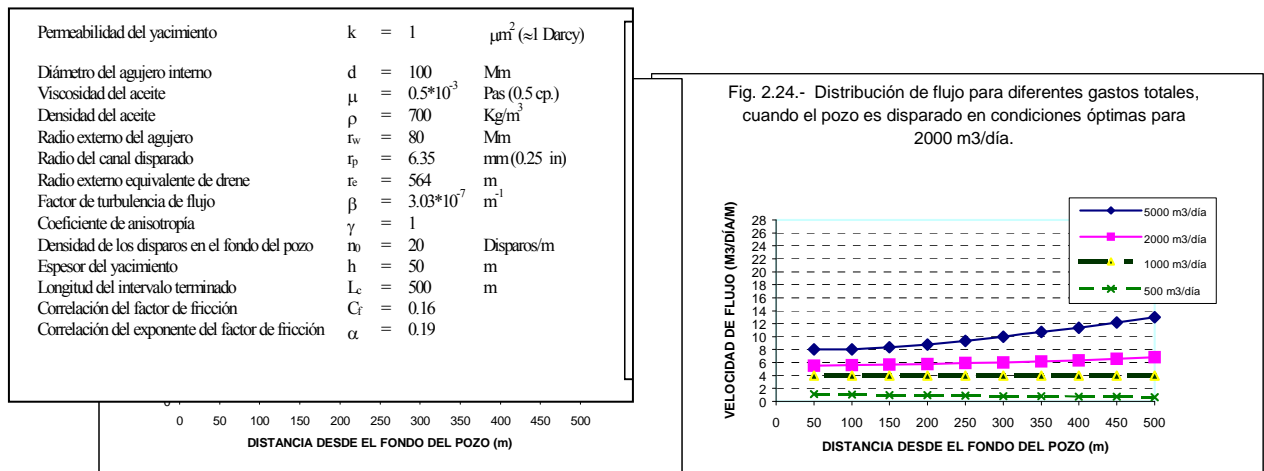 Permeabilidad del yacimiento k = 1 μm² (≈1 Darcy)
Diámetro del agujero interno d = 100 Mm
Viscosidad del aceite μ = 0.5*10⁻³ Pas (0.5 cp.)
Densidad del aceite ρ = 700 Kg/m³
Radio externo del agujero rw = 80 Mm
Radio del canal disparado rp = 6.35 mm (0.25 in)
Radio externo equivalente de drene re = 564 m
Factor de turbulencia de flujo β = 3.03*10⁻⁷ m⁻¹
Coeficiente de anisotropía γ = 1
Densidad de los disparos en el fondo del pozo n0 = 20 Disparos/m
Espesor del yacimiento h = 50 m
Longitud del intervalo terminado Lc = 500 m
Correlación del factor de fricción Cf = 0.16
Correlación del exponente del factor de fricción α = 0.19
0 50 100 150 200 250 300 350 400 450 500
DISTANCIA DESDE EL FONDO DEL POZO (m)
Fig. 2.24.- Distribución de flujo para diferentes gastos totales,
cuando el pozo es disparado en condiciones óptimas para
2000 m3/día.
VELOCIDAD DE FLUJO (M3/DÍA/M)
28
26
24
22
20
18
16
14
12
10
8
6
4
2
0
5000 m3/día
2000 m3/día
1000 m3/día
500 m3/día
0 50 100 150 200 250 300 350 400 450 500
DISTANCIA DESDE EL FONDO DEL POZO (m)